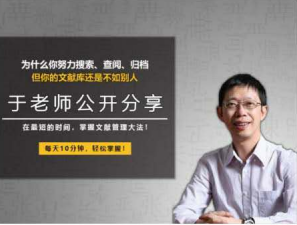 为什么你努力搜索、查阅、归档
但你的文献库还是不如别人
于老师公开分享
在最短的时间，掌握文献管理大法！
每天10分钟，轻松掌握！